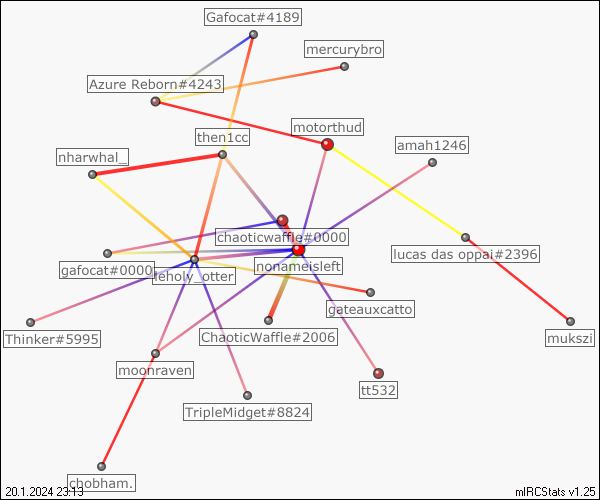 Gafocat#4189
mercurybro
Azure Reborn#4243
motorthud
then1cc
amah1246
nharwhal_
chaoticwaffle#0000
lucas das oppai#2396
gafocat#0000
leholy_otter
nonameisleft
gateauxcatto
Thinker#5995
ChaoticWaffle#2006
mukszi
moonraven
tt532
TripleMidget#8824
chobham.
20.1.2024 23:13
mIRCStats v1.25